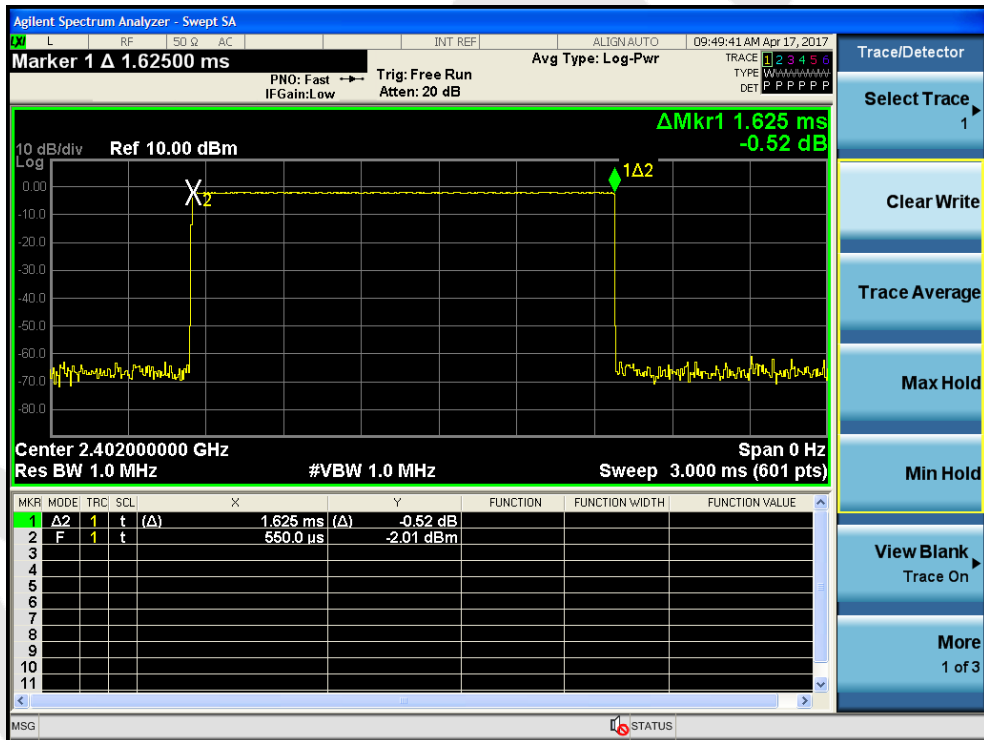 Agilent Spectrum Analyzer - Swept SA
LXI L RF 50 Ω AC INT REF ALIGN AUTO 09:49:41 AM Apr 17, 2017
Marker 1 Δ 1.62500 ms
PNO: Fast
IFGain:Low
Trig: Free Run
Atten: 20 dB
Avg Type: Log-Pwr
TRACE 1 2 3 4 5 6
TYPE WWWWWW
DET P P P P P P
ΔMkr1 1.625 ms
-0.52 dB
10 dB/div Ref 10.00 dBm
Log
0.00
-10.0
-20.0
-30.0
-40.0
-50.0
-60.0
-70.0
-80.0
2
1Δ2
Center 2.402000000 GHz Span 0 Hz
Res BW 1.0 MHz #VBW 1.0 MHz Sweep 3.000 ms (601 pts)
MKR MODE TRC SCL X Y FUNCTION FUNCTION WIDTH FUNCTION VALUE
1 Δ2 1 t (Δ) 1.625 ms (Δ) -0.52 dB
2 F 1 t 550.0 µs -2.01 dBm
3
4
5
6
7
8
9
10
11
MSG STATUS
Trace/Detector
Select Trace
1
Clear Write
Trace Average
Max Hold
Min Hold
View Blank
Trace On
More
1 of 3